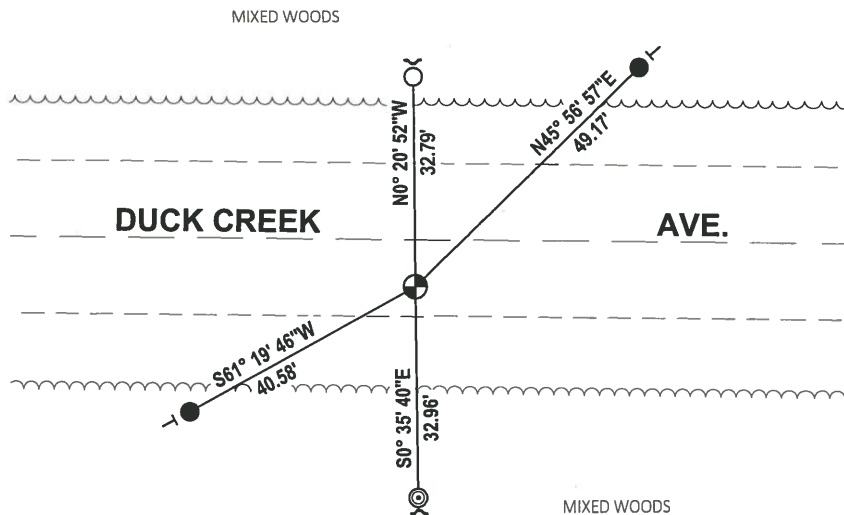 MIXED WOODS
N0° 20' 52"W
32.79'
N45° 56' 57"E
49.17'
DUCK CREEK AVE.
S61° 19' 46"W
40.58'
S0° 35' 40"E
32.96'
MIXED WOODS